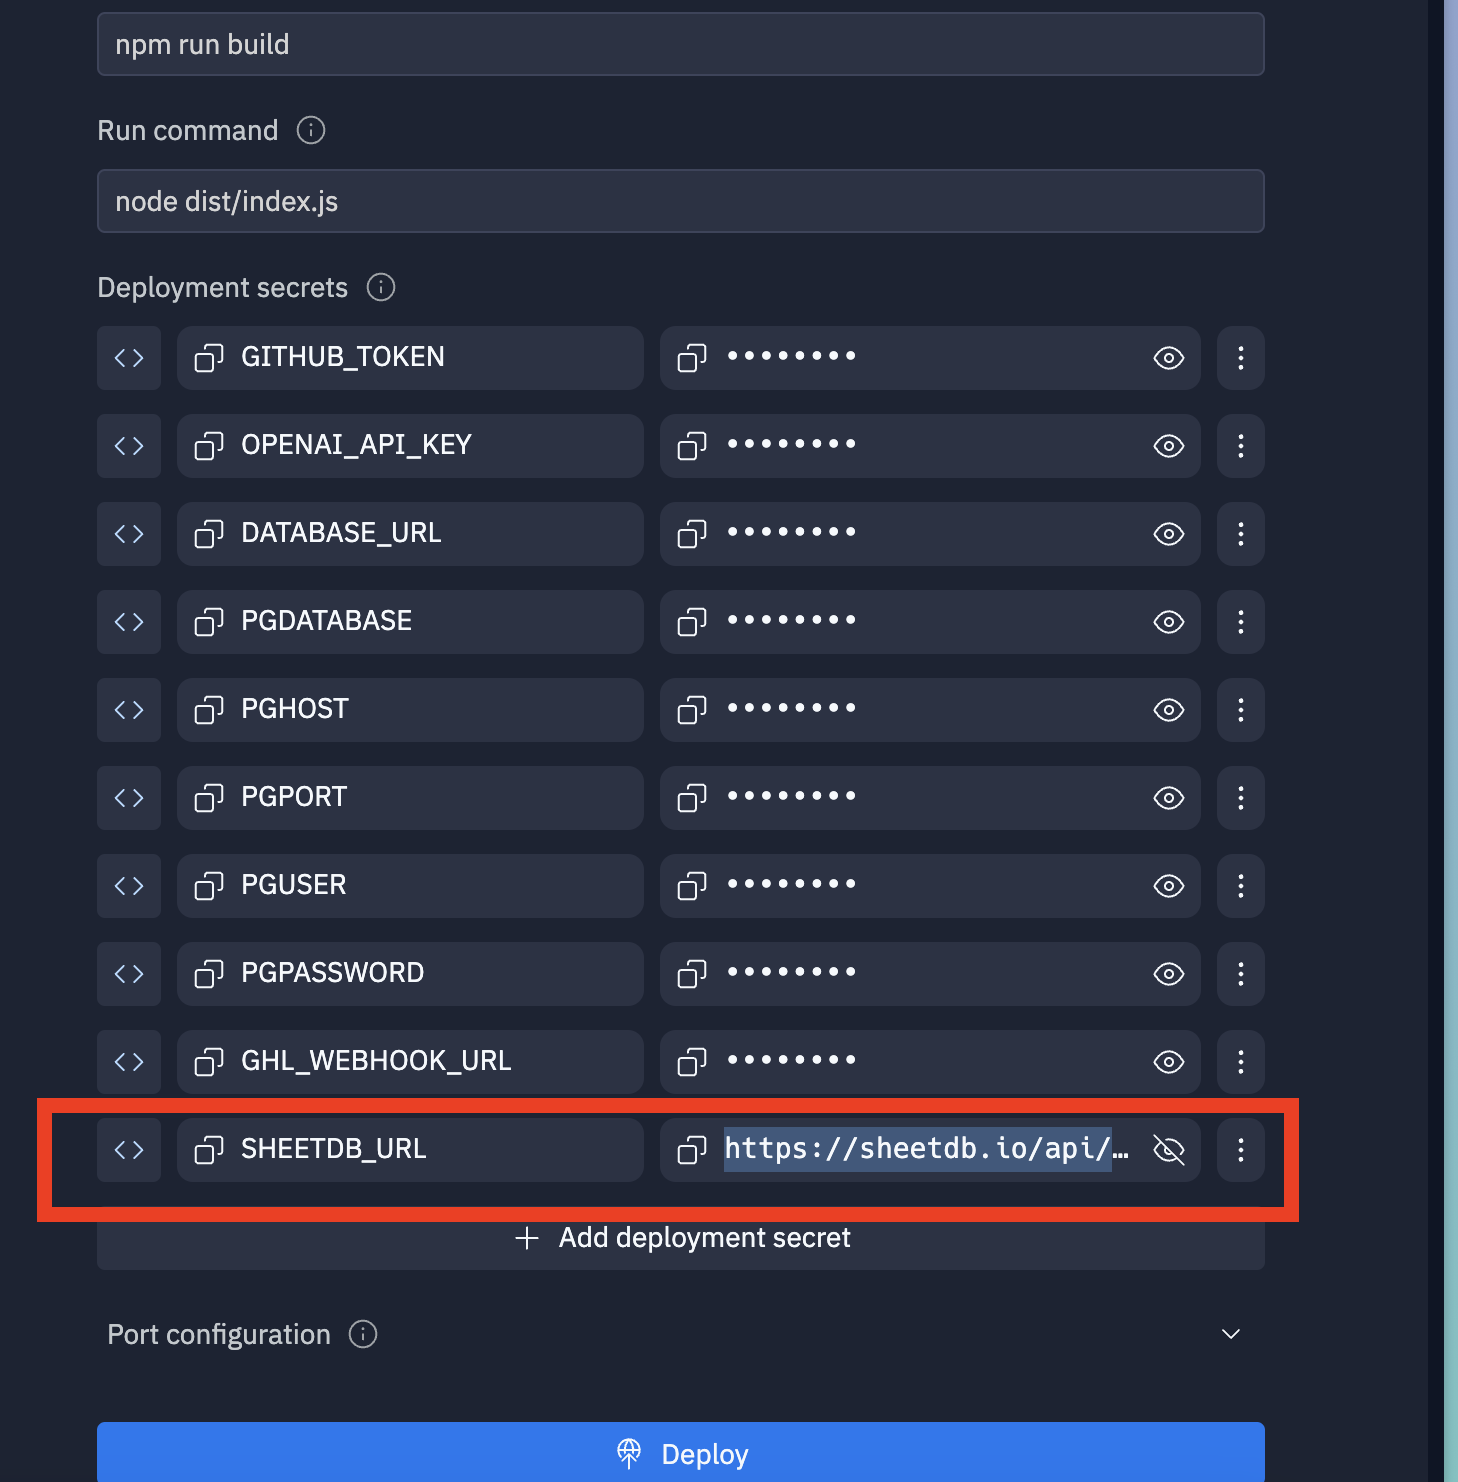 npm run build
Run command
node dist/index.js
Deployment secrets
GITHUB_TOKEN ••••••••
OPENAI_API_KEY ••••••••
DATABASE_URL ••••••••
PGDATABASE ••••••••
PGHOST ••••••••
PGPORT ••••••••
PGUSER ••••••••
PGPASSWORD ••••••••
GHL_WEBHOOK_URL ••••••••
SHEETDB_URL https://sheetdb.io/api/…
+ Add deployment secret
Port configuration
Deploy